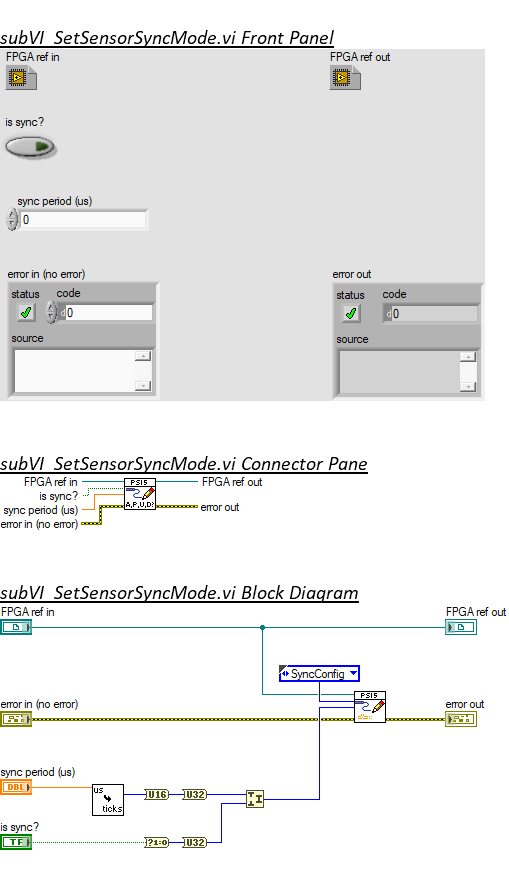 subVI_SetSensorSyncMode.vi Front Panel
FPGA ref in FPGA ref out
is sync?
sync period (us)
0
error in (no error) error out
status code status code
d0 d0
source source
subVI_SetSensorSyncMode.vi Connector Pane
FPGA ref in PSI5 FPGA ref out
is sync?
sync period (us) A,P,U,D? error out
error in (no error)
subVI_SetSensorSyncMode.vi Block Diagram
FPGA ref in FPGA ref out
SyncConfig
PSI5
error in (no error) error out
sync period (us)
DBL us ticks U16 U32
is sync?
TF ?1:0 U32